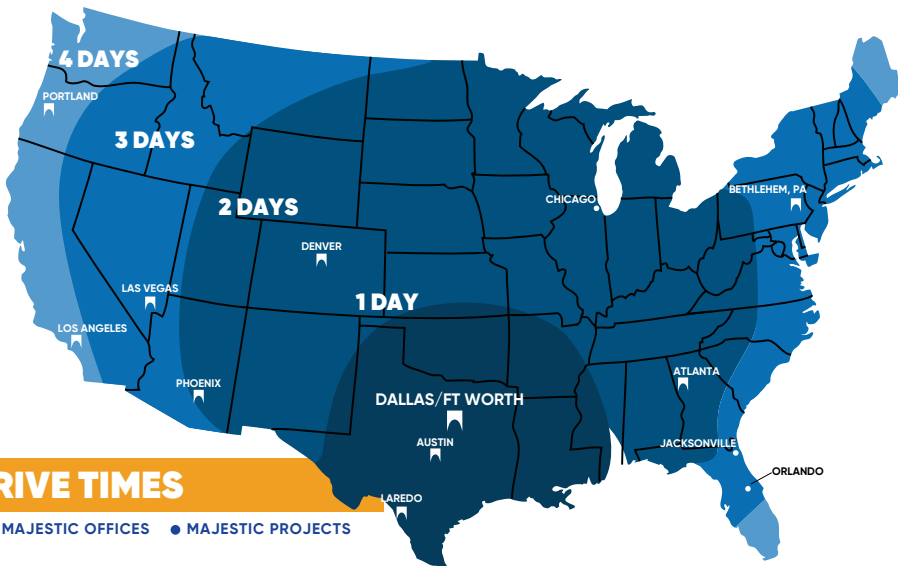 4 DAYS
PORTLAND
3 DAYS
CHICAGO
BETHLEHEM, PA
2 DAYS
DENVER
LAS VEGAS
1 DAY
LOS ANGELES
ATLANTA
PHOENIX
DALLAS/FT WORTH
AUSTIN
JACKSONVILLE
ORLANDO
RIVE TIMES
LAREDO
MAJESTIC OFFICES ● MAJESTIC PROJECTS